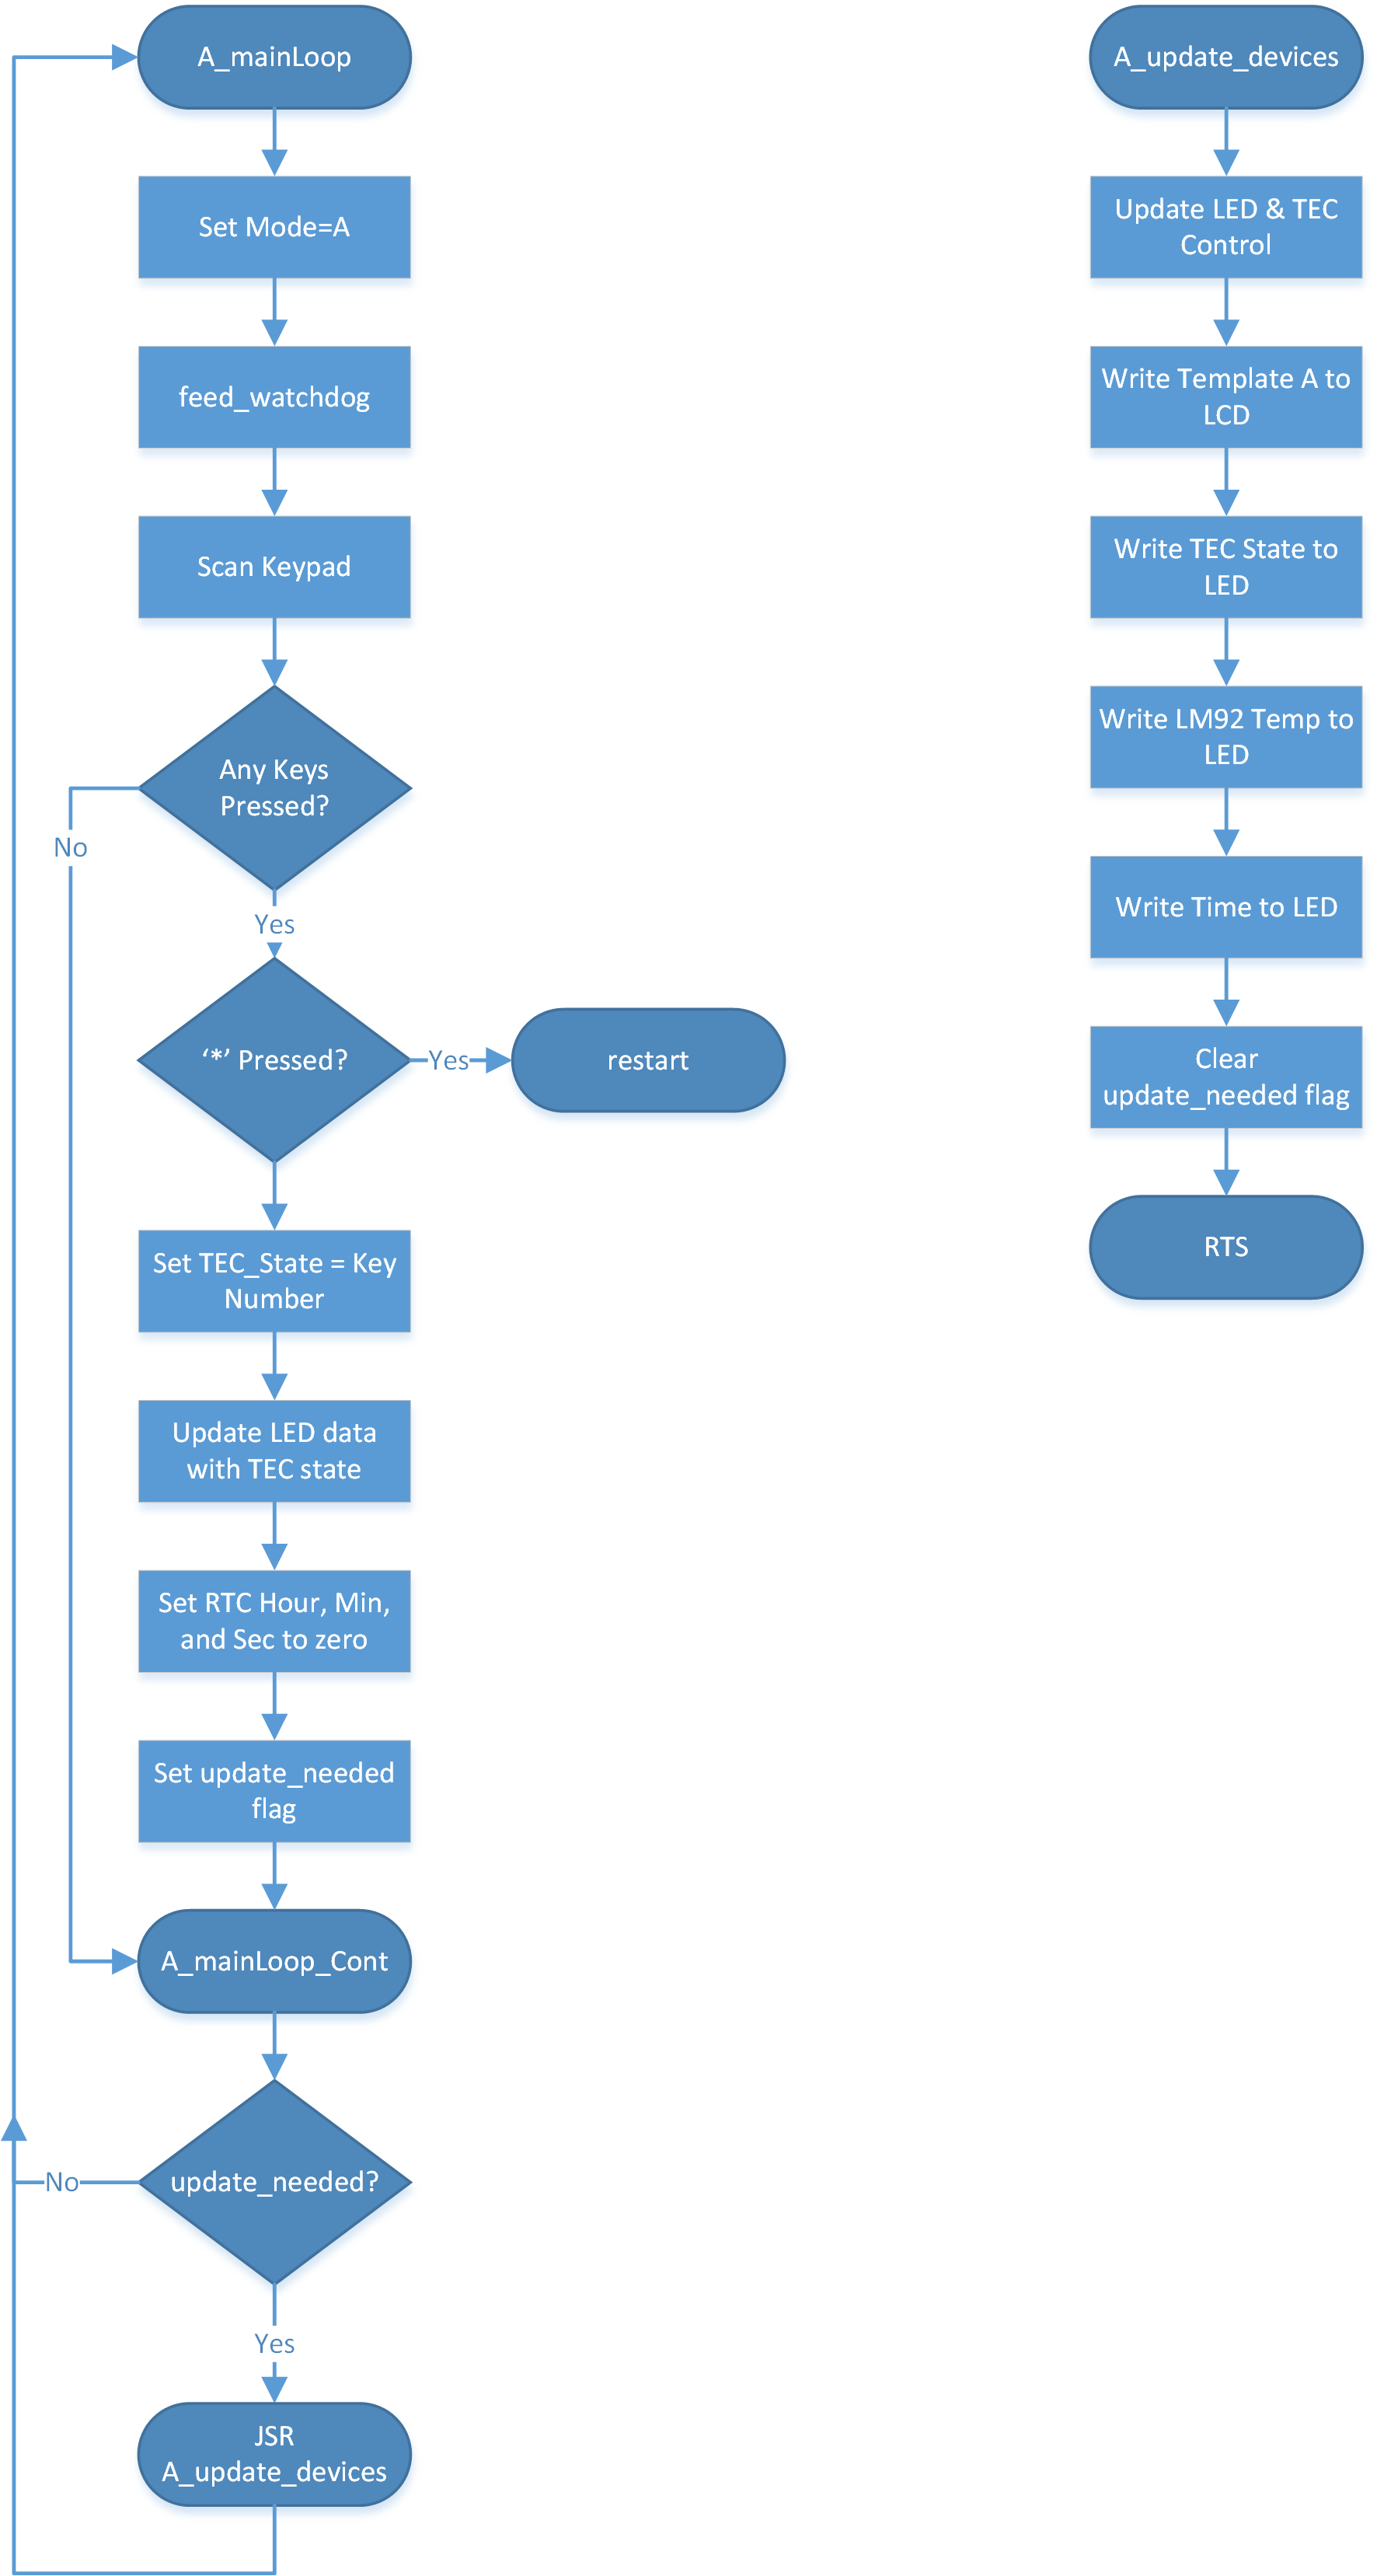 A_mainLoop
Set Mode=A
feed_watchdog
Scan Keypad
Any Keys
Pressed?
No
Yes
‘*’ Pressed?
Yes
restart
Set TEC_State = Key
Number
Update LED data
with TEC state
Set RTC Hour, Min,
and Sec to zero
Set update_needed
flag
A_mainLoop_Cont
update_needed?
No
Yes
JSR
A_update_devices
A_update_devices
Update LED & TEC
Control
Write Template A to
LCD
Write TEC State to
LED
Write LM92 Temp to
LED
Write Time to LED
Clear
update_needed flag
RTS